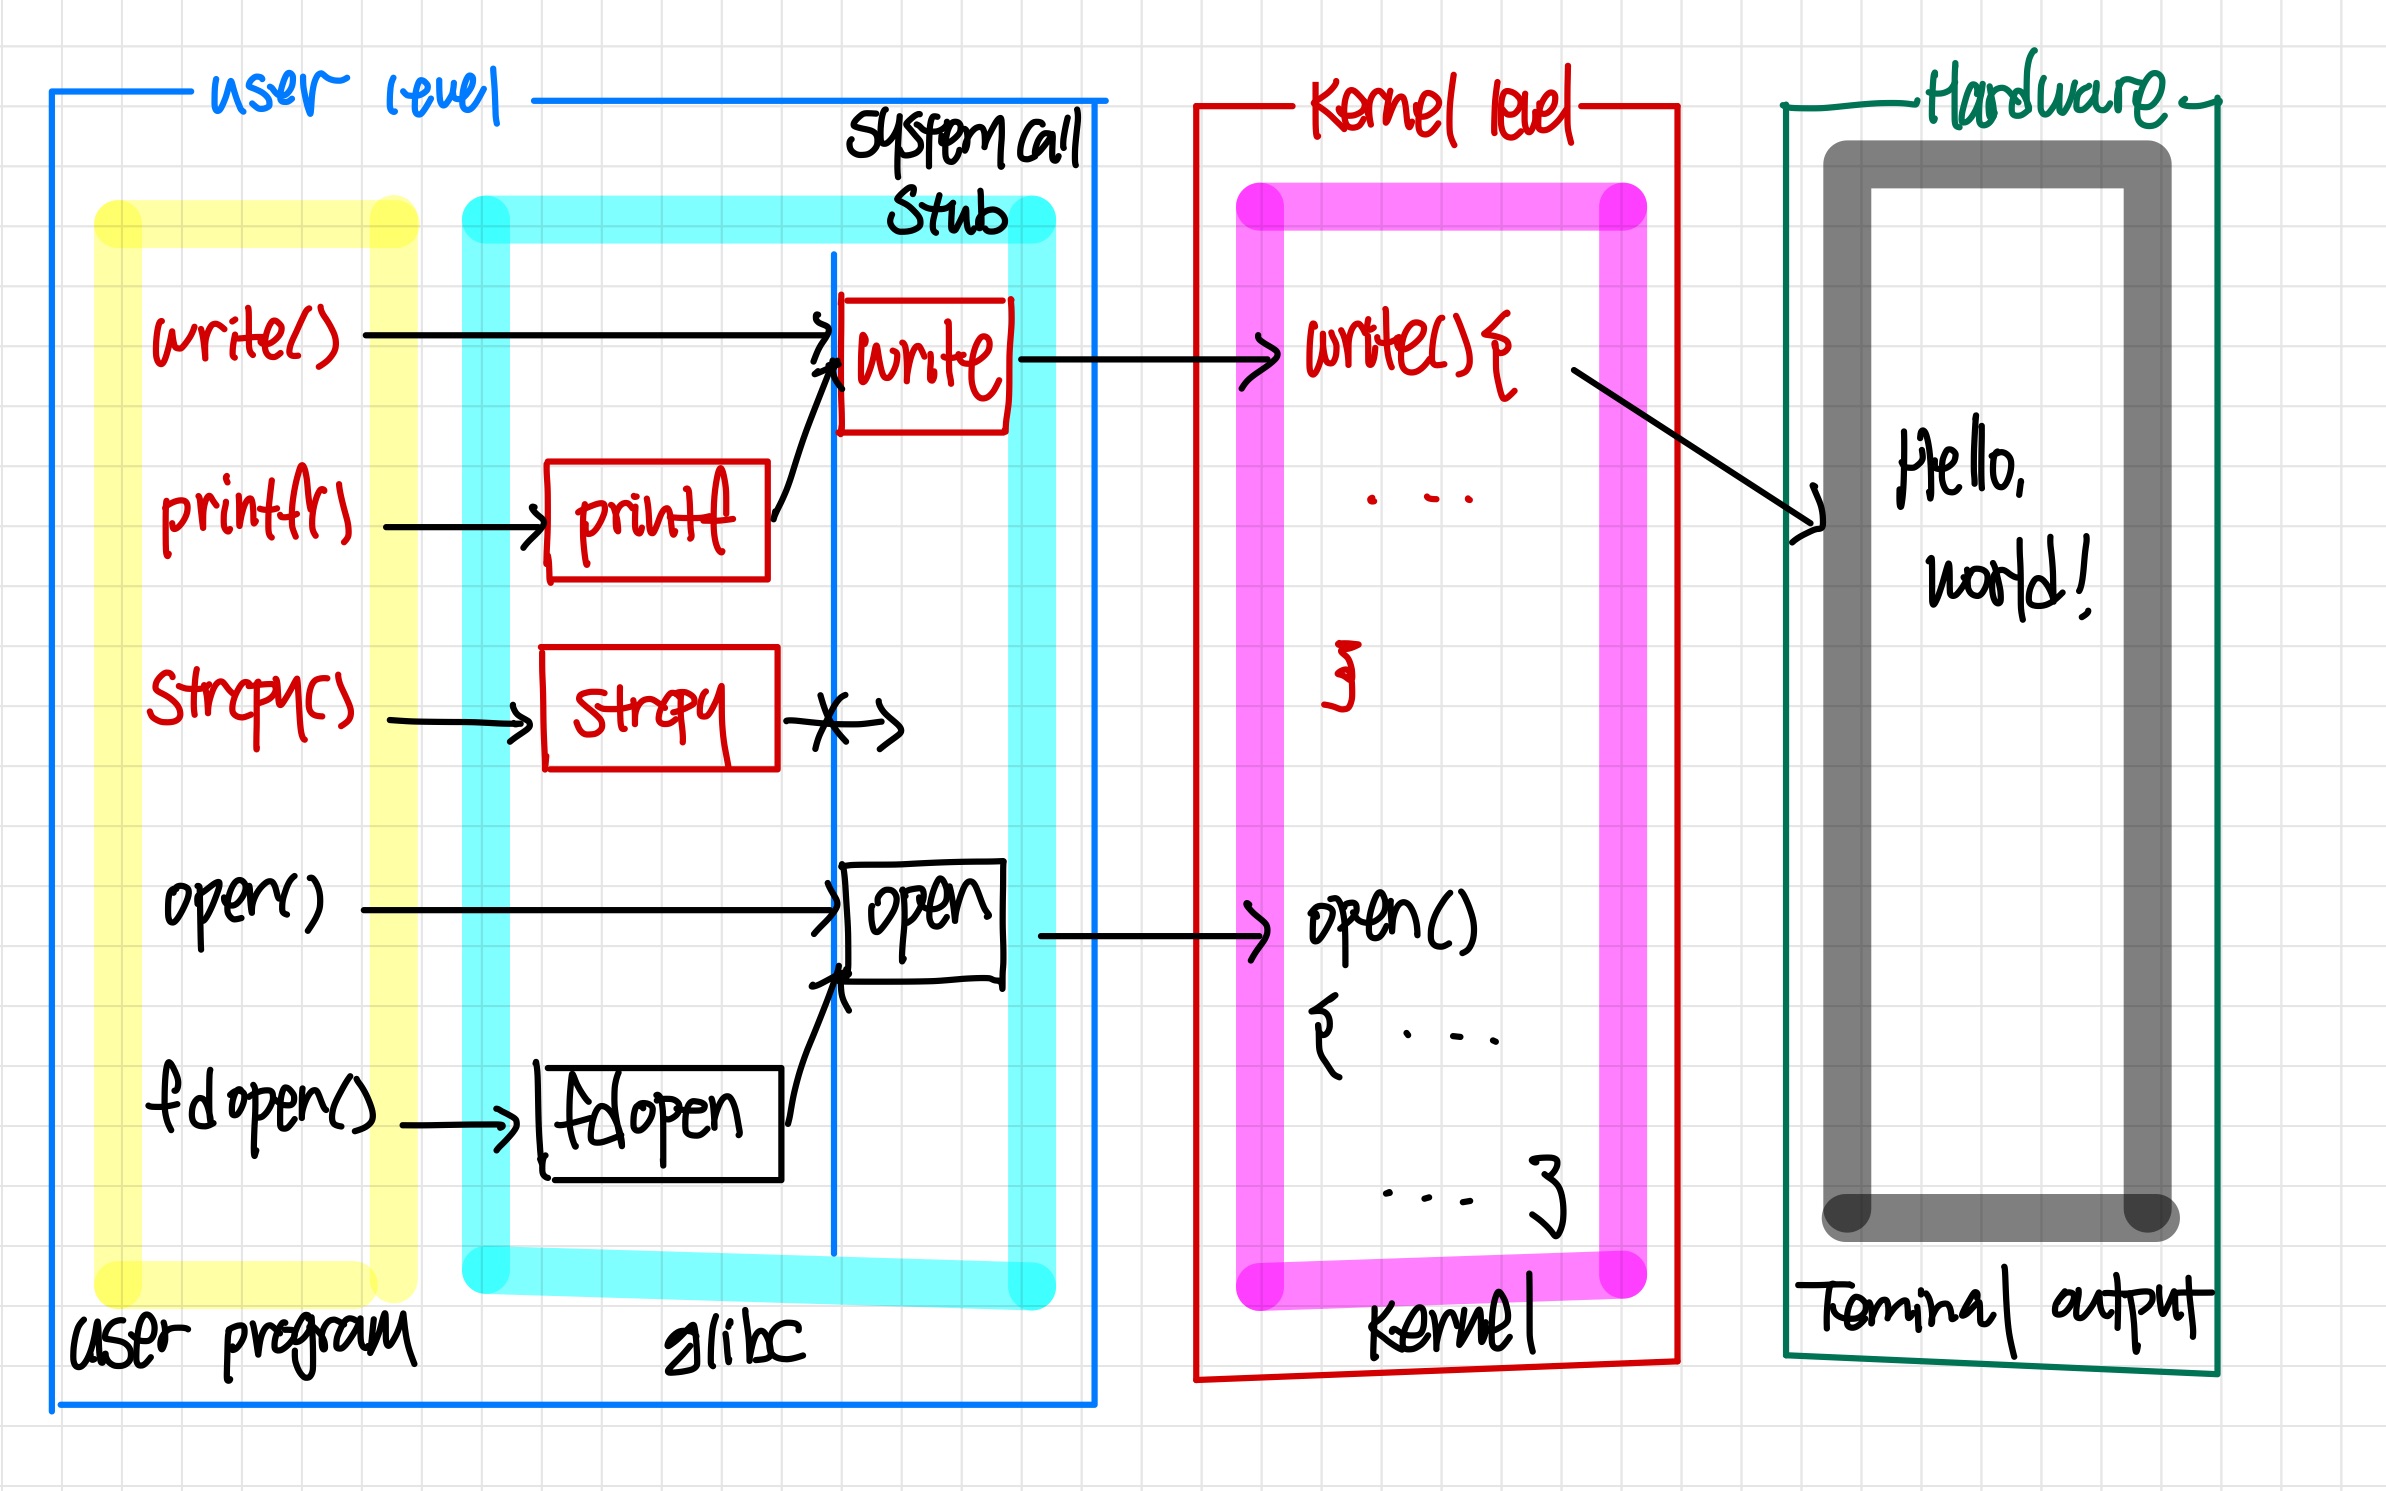 user level
System call
Stub
write()
write
printf()
printf
strcpy()
strcpy
open()
open
fdopen()
fdopen
user program
glibc
Kernel level
write() {
...
}
open()
{ ...
... }
Kernel
Hardware
Hello,
world!
Terminal output